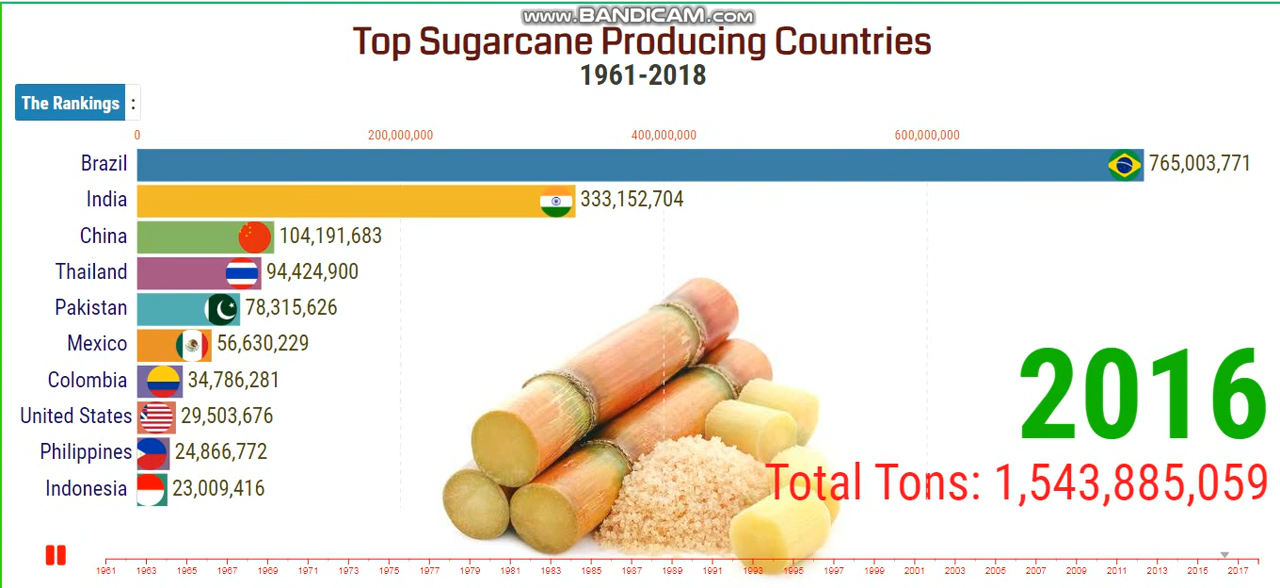 www.BANDICAM.com
Top Sugarcane Producing Countries
1961-2018
The Rankings :
0 200,000,000 400,000,000 600,000,000
Brazil 765,003,771
India 333,152,704
China 104,191,683
Thailand 94,424,900
Pakistan 78,315,626
Mexico 56,630,229
Colombia 34,786,281
United States 29,503,676
Philippines 24,866,772
Indonesia 23,009,416
2016
Total Tons: 1,543,885,059
1961 1963 1965 1967 1969 1971 1973 1975 1977 1979 1981 1983 1985 1987 1989 1991 1993 1995 1997 1999 2001 2003 2005 2007 2009 2011 2013 2015 2017